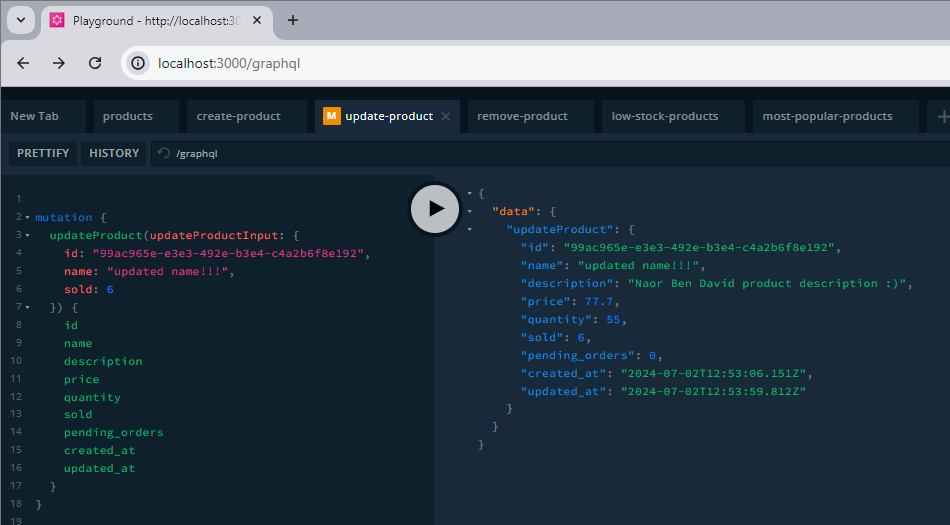 Playground - http://localhost:30
localhost:3000/graphql
New Tab
products
create-product
M update-product
remove-product
low-stock-products
most-popular-products
PRETTIFY
HISTORY
/graphql
1
2 mutation {
3 updateProduct(updateProductInput: {
4 id: "99ac965e-e3e3-492e-b3e4-c4a2b6f8e192",
5 name: "updated name!!!",
6 sold: 6
7 }) {
8 id
9 name
10 description
11 price
12 quantity
13 sold
14 pending_orders
15 created_at
16 updated_at
17 }
18 }
19
{
"data": {
"updateProduct": {
"id": "99ac965e-e3e3-492e-b3e4-c4a2b6f8e192",
"name": "updated name!!!",
"description": "Naor Ben David product description :)",
"price": 77.7,
"quantity": 55,
"sold": 6,
"pending_orders": 0,
"created_at": "2024-07-02T12:53:06.151Z",
"updated_at": "2024-07-02T12:53:59.812Z"
}
}
}